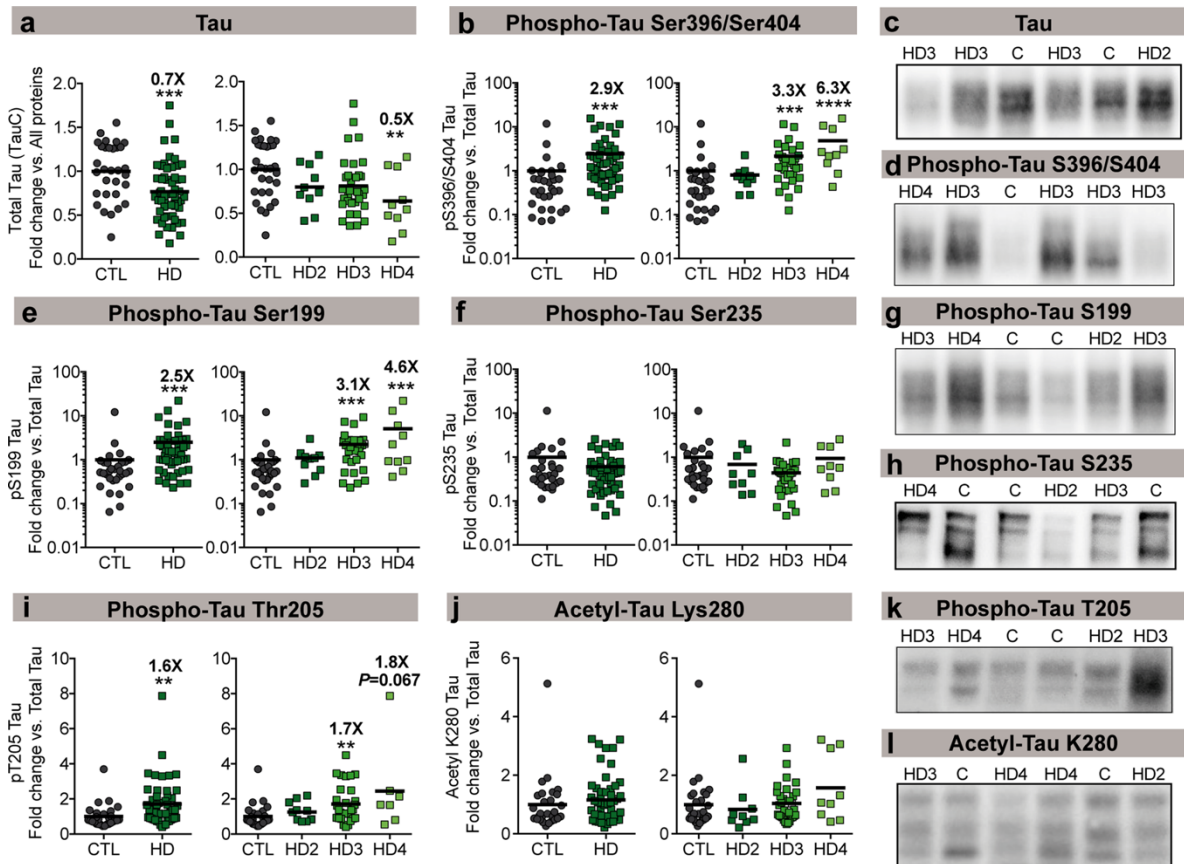 a Tau
Total Tau (TauC)
Fold change vs. All proteins
2.0
1.5
1.0
0.5
0.0
0.7X
***
CTL HD
2.0
1.5
1.0
0.5
0.0
0.5X
**
CTL HD2 HD3 HD4
b Phospho-Tau Ser396/Ser404
pS396/S404 Tau
Fold change vs. Total Tau
100
10
1
0.1
0.01
2.9X
***
CTL HD
100
10
1
0.1
0.01
3.3X
***
6.3X
****
CTL HD2 HD3 HD4
c Tau
HD3 HD3 C HD3 C HD2
d Phospho-Tau S396/S404
HD4 HD3 C HD3 HD3 HD3
e Phospho-Tau Ser199
pS199 Tau
Fold change vs.Total Tau
100
10
1
0.1
0.01
2.5X
***
CTL HD
100
10
1
0.1
0.01
3.1X
***
4.6X
***
CTL HD2 HD3 HD4
f Phospho-Tau Ser235
pS235 Tau
Fold change vs. Total Tau
100
10
1
0.1
0.01
CTL HD
100
10
1
0.1
0.01
CTL HD2 HD3 HD4
g Phospho-Tau S199
HD3 HD4 C C HD2 HD3
h Phospho-Tau S235
HD4 C C HD2 HD3 C
i Phospho-Tau Thr205
pT205 Tau
Fold change vs. Total Tau
10
8
6
4
2
0
1.6X
**
CTL HD
10
8
6
4
2
0
1.7X
**
1.8X
P=0.067
CTL HD2 HD3 HD4
j Acetyl-Tau Lys280
Acetyl K280 Tau
Fold change vs. Total Tau
6
4
2
0
CTL HD
6
4
2
0
CTL HD2 HD3 HD4
k Phospho-Tau T205
HD3 HD4 C C HD2 HD3
l Acetyl-Tau K280
HD3 C HD4 HD4 C HD2